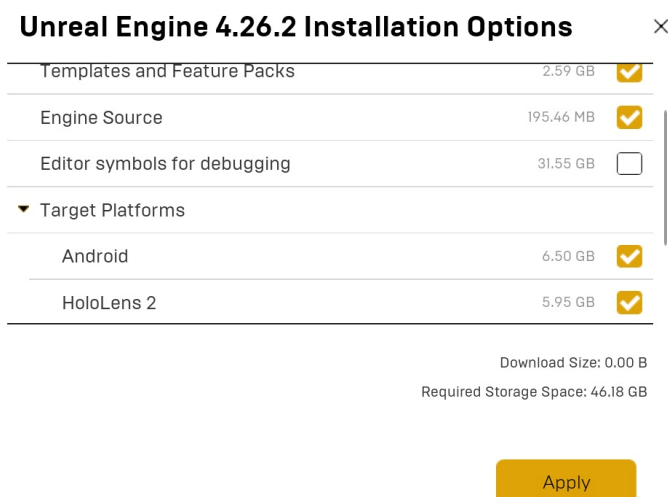 Unreal Engine 4.26.2 Installation Options
Templates and Feature Packs 2.59 GB
Engine Source 195.46 MB
Editor symbols for debugging 31.55 GB
Target Platforms
Android 6.50 GB
HoloLens 2 5.95 GB
Download Size: 0.00 B
Required Storage Space: 46.18 GB
Apply